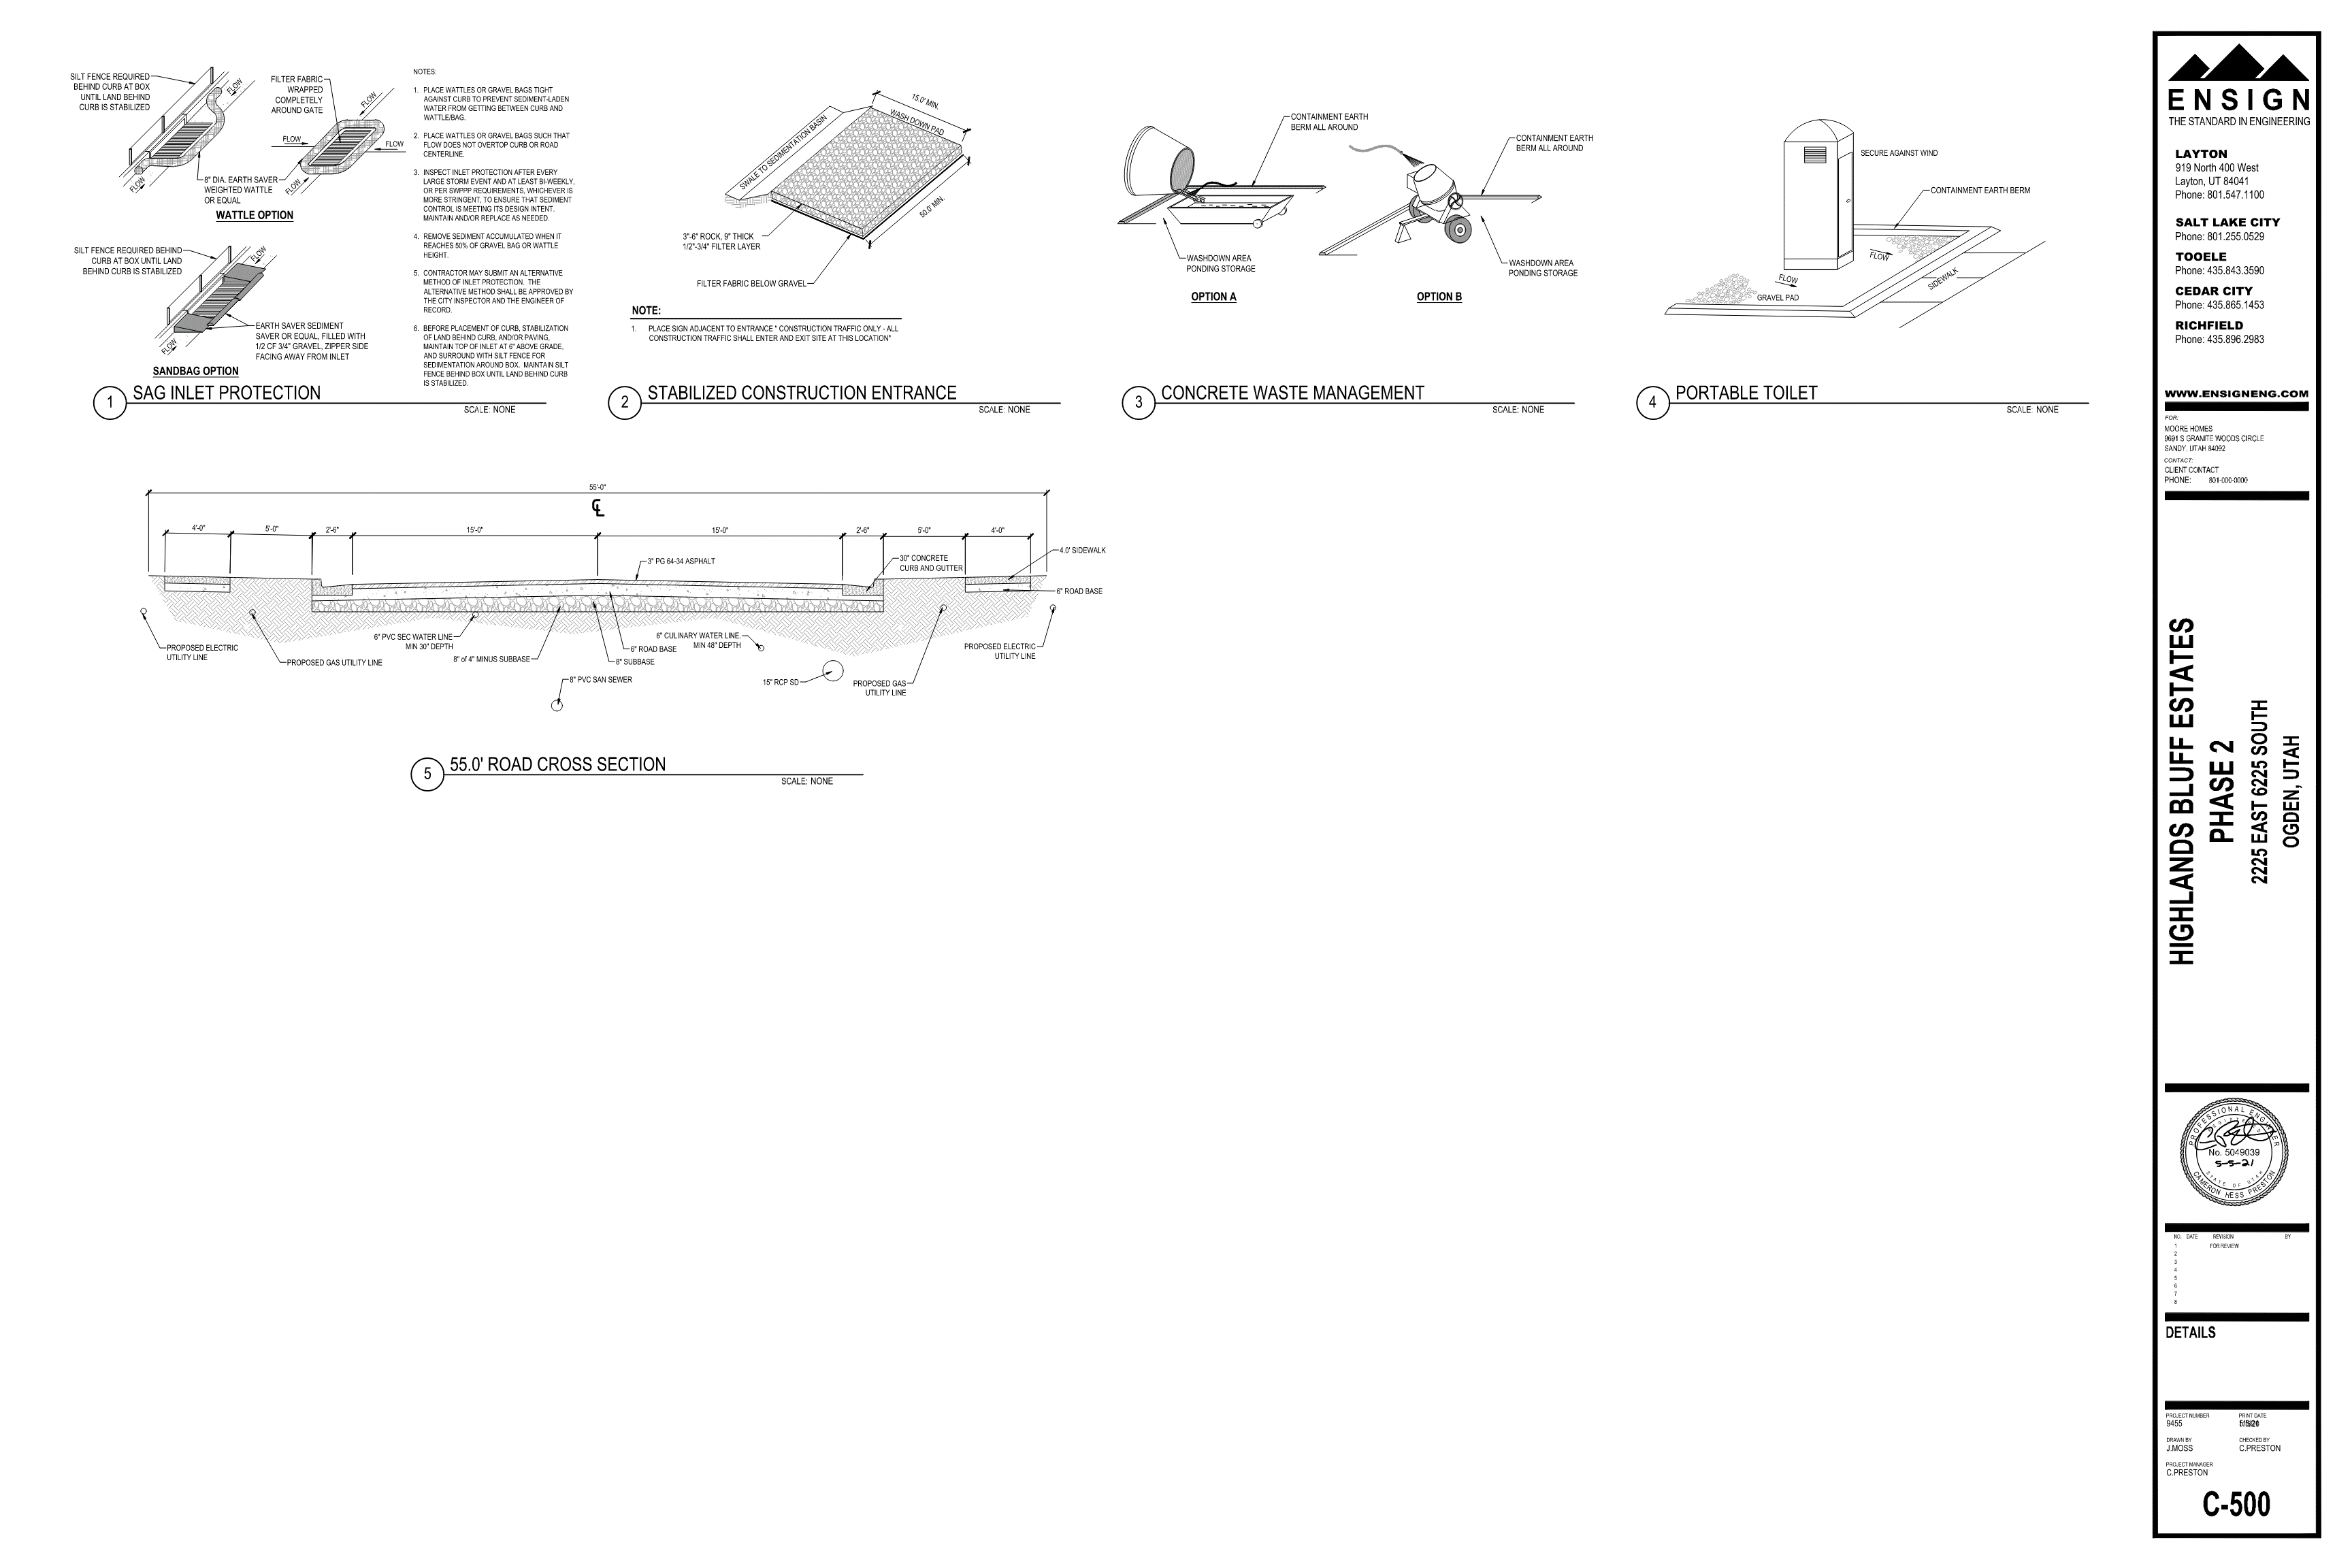 SILT FENCE REQUIRED
BEHIND CURB AT BOX
UNTIL LAND BEHIND
CURB IS STABILIZED
FLOW
FLOW
8" DIA. EARTH SAVER
WEIGHTED WATTLE
OR EQUAL
FILTER FABRIC
WRAPPED
COMPLETELY
AROUND GATE
FLOW
FLOW
FLOW
FLOW
WATTLE OPTION
SILT FENCE REQUIRED BEHIND
CURB AT BOX UNTIL LAND
BEHIND CURB IS STABILIZED
FLOW
FLOW
EARTH SAVER SEDIMENT
SAVER OR EQUAL, FILLED WITH
1/2 CF 3/4" GRAVEL, ZIPPER SIDE
FACING AWAY FROM INLET
SANDBAG OPTION
NOTES:
1. PLACE WATTLES OR GRAVEL BAGS TIGHT
AGAINST CURB TO PREVENT SEDIMENT-LADEN
WATER FROM GETTING BETWEEN CURB AND
WATTLE/BAG.
2. PLACE WATTLES OR GRAVEL BAGS SUCH THAT
FLOW DOES NOT OVERTOP CURB OR ROAD
CENTERLINE.
3. INSPECT INLET PROTECTION AFTER EVERY
LARGE STORM EVENT AND AT LEAST BI-WEEKLY,
OR PER SWPPP REQUIREMENTS, WHICHEVER IS
MORE STRINGENT, TO ENSURE THAT SEDIMENT
CONTROL IS MEETING ITS DESIGN INTENT.
MAINTAIN AND/OR REPLACE AS NEEDED.
4. REMOVE SEDIMENT ACCUMULATED WHEN IT
REACHES 50% OF GRAVEL BAG OR WATTLE
HEIGHT.
5. CONTRACTOR MAY SUBMIT AN ALTERNATIVE
METHOD OF INLET PROTECTION. THE
ALTERNATIVE METHOD SHALL BE APPROVED BY
THE CITY INSPECTOR AND THE ENGINEER OF
RECORD.
6. BEFORE PLACEMENT OF CURB, STABILIZATION
OF LAND BEHIND CURB, AND/OR PAVING,
MAINTAIN TOP OF INLET AT 6" ABOVE GRADE,
AND SURROUND WITH SILT FENCE FOR
SEDIMENTATION AROUND BOX. MAINTAIN SILT
FENCE BEHIND BOX UNTIL LAND BEHIND CURB
IS STABILIZED.
1 SAG INLET PROTECTION
SCALE: NONE
15.0' MIN.
WASH DOWN PAD
SWALE TO SEDIMENTATION BASIN
50.0' MIN.
3"-6" ROCK, 9" THICK
1/2"-3/4" FILTER LAYER
FILTER FABRIC BELOW GRAVEL
NOTE:
1. PLACE SIGN ADJACENT TO ENTRANCE " CONSTRUCTION TRAFFIC ONLY - ALL
CONSTRUCTION TRAFFIC SHALL ENTER AND EXIT SITE AT THIS LOCATION"
2 STABILIZED CONSTRUCTION ENTRANCE
SCALE: NONE
CONTAINMENT EARTH
BERM ALL AROUND
WASHDOWN AREA
PONDING STORAGE
OPTION A
CONTAINMENT EARTH
BERM ALL AROUND
WASHDOWN AREA
PONDING STORAGE
OPTION B
3 CONCRETE WASTE MANAGEMENT
SCALE: NONE
SECURE AGAINST WIND
CONTAINMENT EARTH BERM
FLOW
FLOW
GRAVEL PAD
SIDEWALK
4 PORTABLE TOILET
SCALE: NONE
55'-0"
CL
4'-0" 5'-0" 2'-6" 15'-0" 15'-0" 2'-6" 5'-0" 4'-0"
3" PG 64-34 ASPHALT
30" CONCRETE
CURB AND GUTTER
4.0' SIDEWALK
6" ROAD BASE
PROPOSED ELECTRIC
UTILITY LINE
PROPOSED GAS UTILITY LINE
6" PVC SEC WATER LINE
MIN 30" DEPTH
8" of 4" MINUS SUBBASE
8" PVC SAN SEWER
6" ROAD BASE
8" SUBBASE
6" CULINARY WATER LINE,
MIN 48" DEPTH
15" RCP SD
PROPOSED GAS
UTILITY LINE
PROPOSED ELECTRIC
UTILITY LINE
5 55.0' ROAD CROSS SECTION
SCALE: NONE
ENSIGN
THE STANDARD IN ENGINEERING
LAYTON
919 North 400 West
Layton, UT 84041
Phone: 801.547.1100
SALT LAKE CITY
Phone: 801.255.0529
TOOELE
Phone: 435.843.3590
CEDAR CITY
Phone: 435.865.1453
RICHFIELD
Phone: 435.896.2983
WWW.ENSIGNENG.COM
FOR:
MOORE HOMES
9691 S GRANITE WOODS CIRCLE
SANDY, UTAH 84092
CONTACT:
CLIENT CONTACT
PHONE: 801-000-0000
HIGHLANDS BLUFF ESTATES
PHASE 2
2225 EAST 6225 SOUTH
OGDEN, UTAH
PROFESSIONAL ENGINEER
No. 5049039
5-5-21
CAMERON HESS PRESTON
STATE OF UTAH
NO. DATE REVISION BY
1 FOR REVIEW
2
3
4
5
6
7
8
DETAILS
PROJECT NUMBER PRINT DATE
9455
DRAWN BY CHECKED BY
J.MOSS C.PRESTON
PROJECT MANAGER
C.PRESTON
C-500